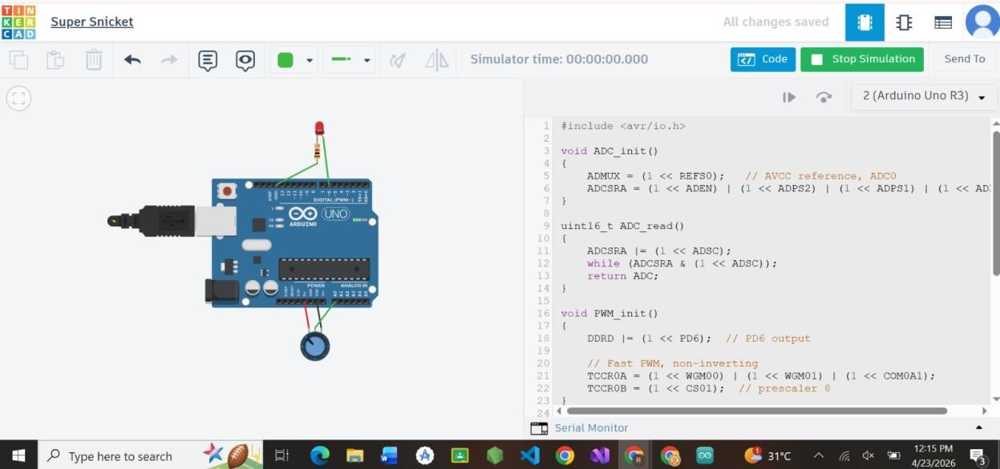 TIN
KER
CAD
Super Snicket
All changes saved
Simulator time: 00:00:00.000
Code
Stop Simulation
Send To
2 (Arduino Uno R3)
1 #include <avr/io.h>
2
3 void ADC_init()
4 {
5 ADMUX = (1 << REFS0); // AVCC reference, ADC0
6 ADCSRA = (1 << ADEN) | (1 << ADPS2) | (1 << ADPS1) | (1 << AD
7 }
8
9 uint16_t ADC_read()
10 {
11 ADCSRA |= (1 << ADSC);
12 while (ADCSRA & (1 << ADSC));
13 return ADC;
14 }
15
16 void PWM_init()
17 {
18 DDRD |= (1 << PD6); // PD6 output
19
20 // Fast PWM, non-inverting
21 TCCR0A = (1 << WGM00) | (1 << WGM01) | (1 << COM0A1);
22 TCCR0B = (1 << CS01); // prescaler 8
23 }
24
DIGITAL (PWM~)
UNO
ARDUINO
POWER
ANALOG IN
Serial Monitor
Type here to search
31°C
12:15 PM
4/23/2026
3